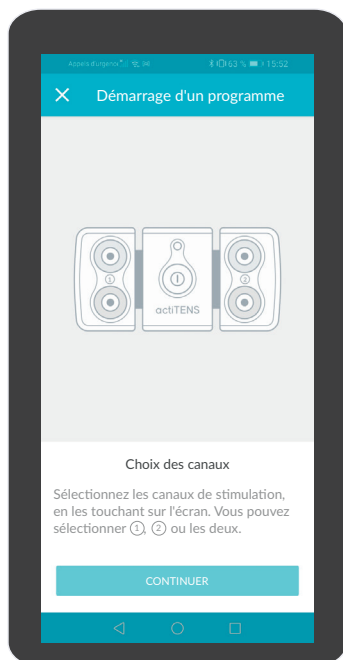 Appels d'urgence 63 % 15:52
Démarrage d'un programme
1 2
actiTENS
Choix des canaux
Sélectionnez les canaux de stimulation,
en les touchant sur l'écran. Vous pouvez
sélectionner ①, ② ou les deux.
CONTINUER